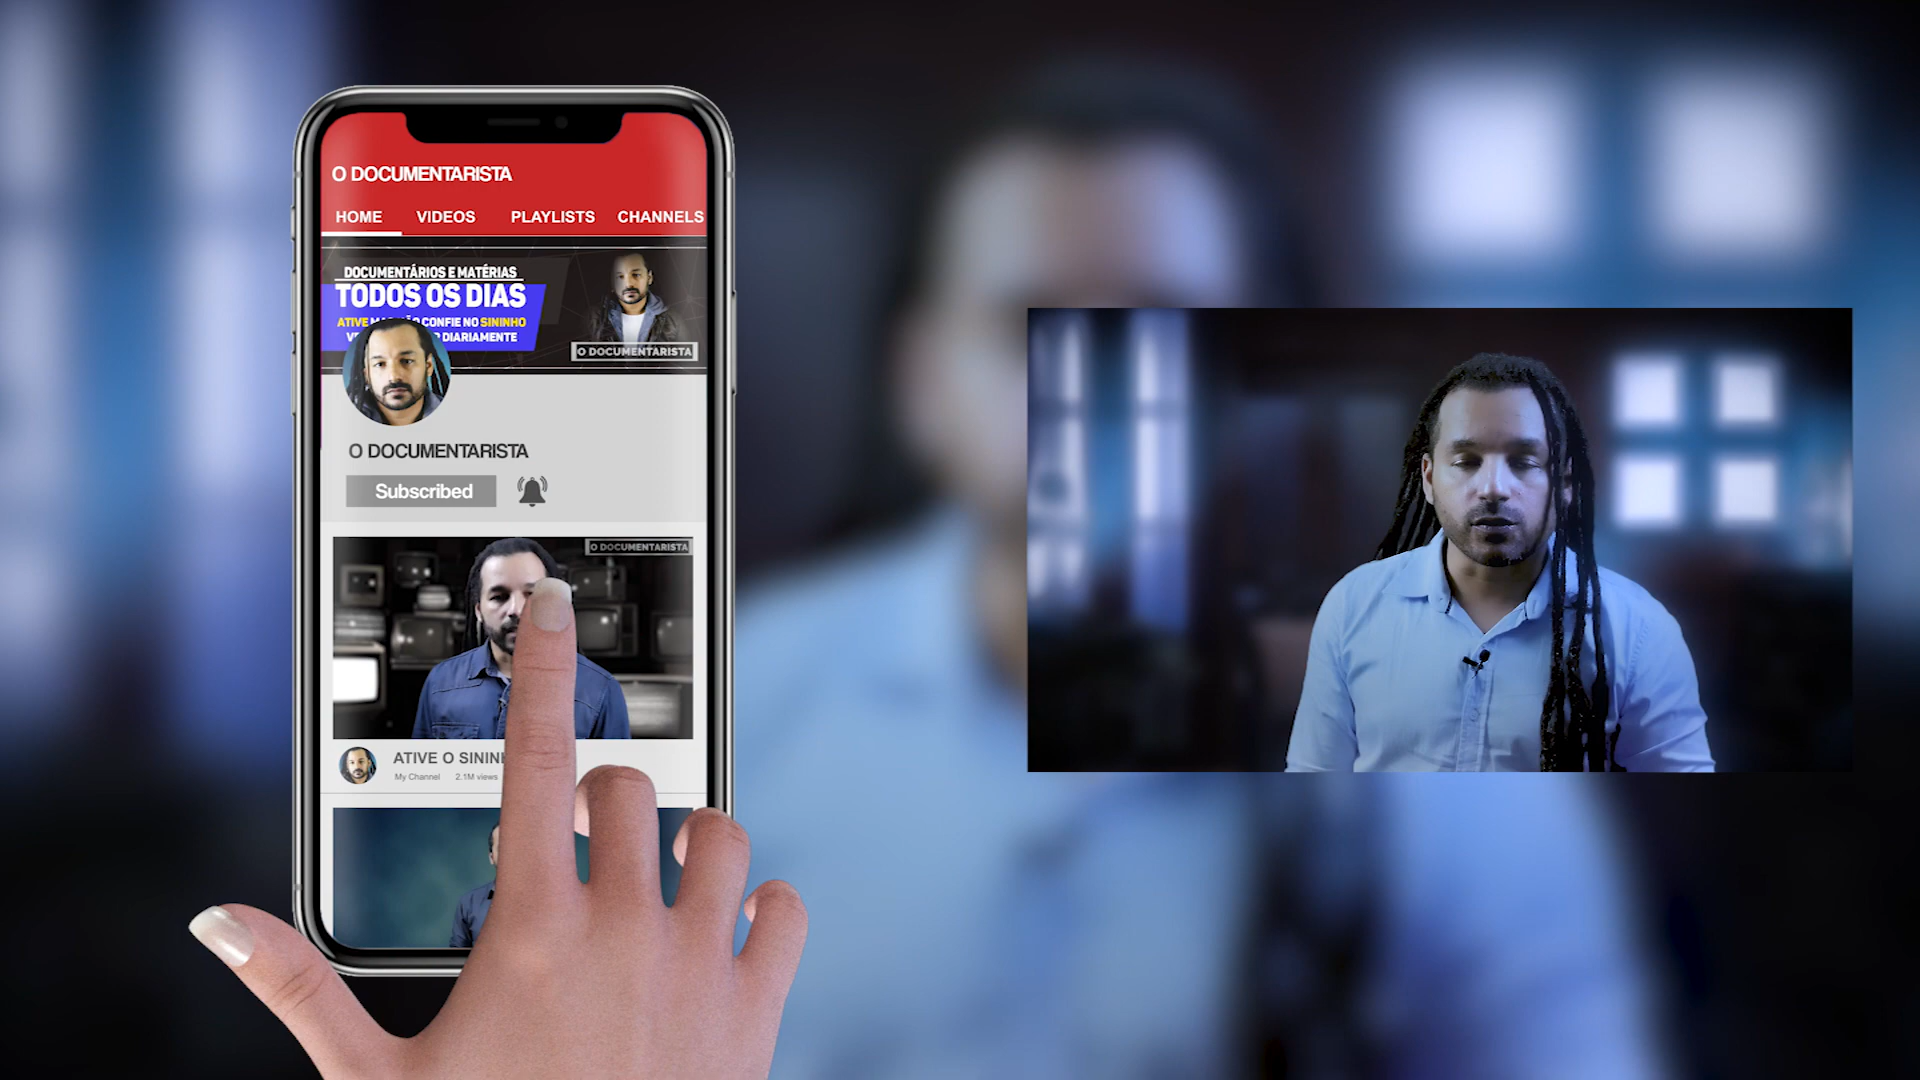 O DOCUMENTARISTA
HOME VIDEOS PLAYLISTS CHANNELS
DOCUMENTÁRIOS E MATÉRIAS
TODOS OS DIAS
ATIVE CONFIE NO SININHO
DIARIAMENTE
O DOCUMENTARISTA
O DOCUMENTARISTA
Subscribed
O DOCUMENTARISTA
ATIVE O
My Channel 2.1M views